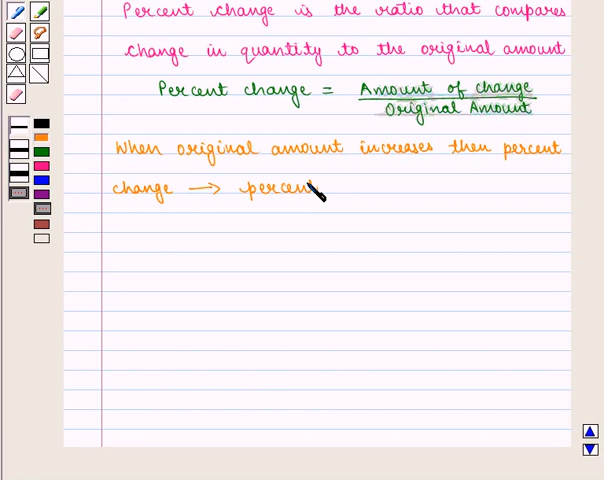 Percent change is the ratio that compares
change in quantity to the original amount
Percent change = Amount of change
Original Amount
When original amount increases then percent
change → percent